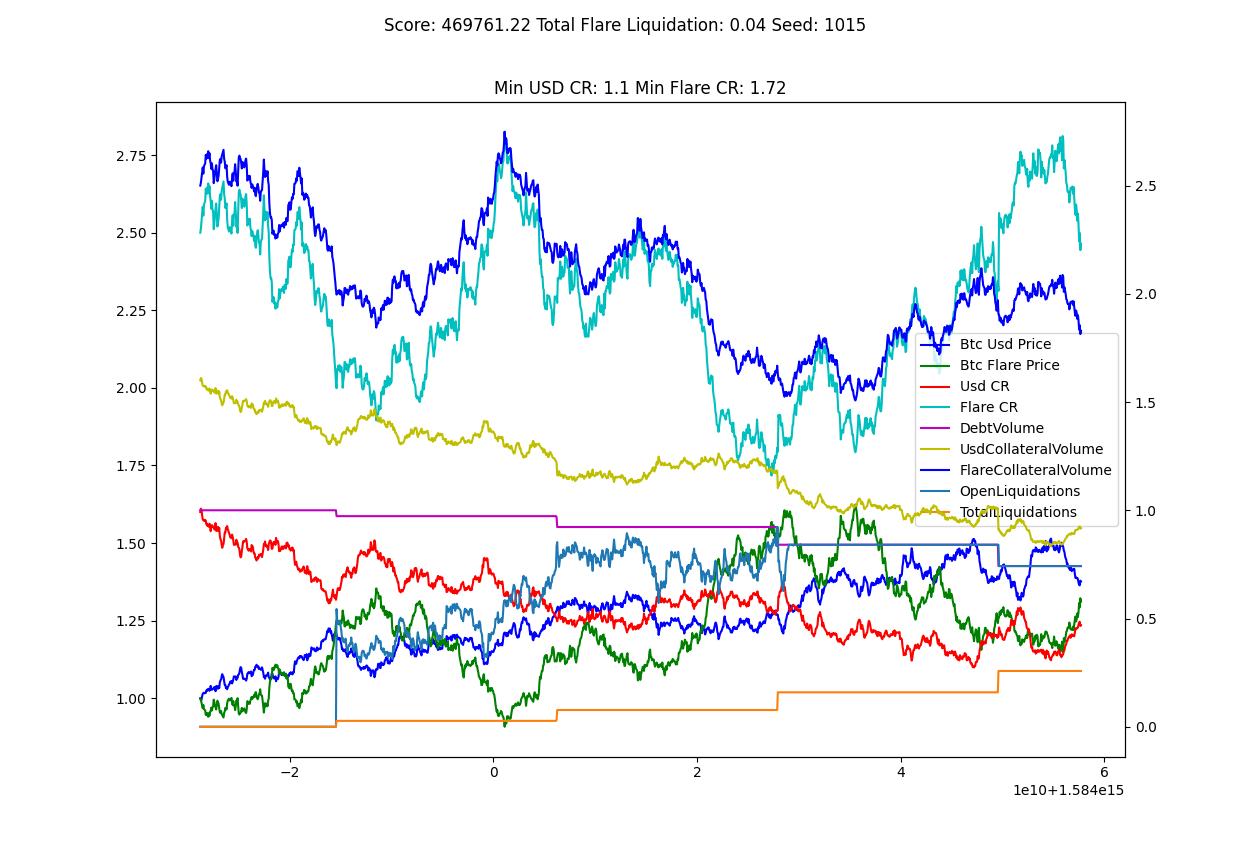 Score: 469761.22 Total Flare Liquidation: 0.04 Seed: 1015
Min USD CR: 1.1 Min Flare CR: 1.72
2.75
2.50
2.25
2.00
1.75
1.50
1.25
1.00
2.5
2.0
1.5
1.0
0.5
0.0
Btc Usd Price
Btc Flare Price
Usd CR
Flare CR
DebtVolume
UsdCollateralVolume
FlareCollateralVolume
OpenLiquidations
TotalLiquidations
−2 0 2 4 6
1e10+1.584e15